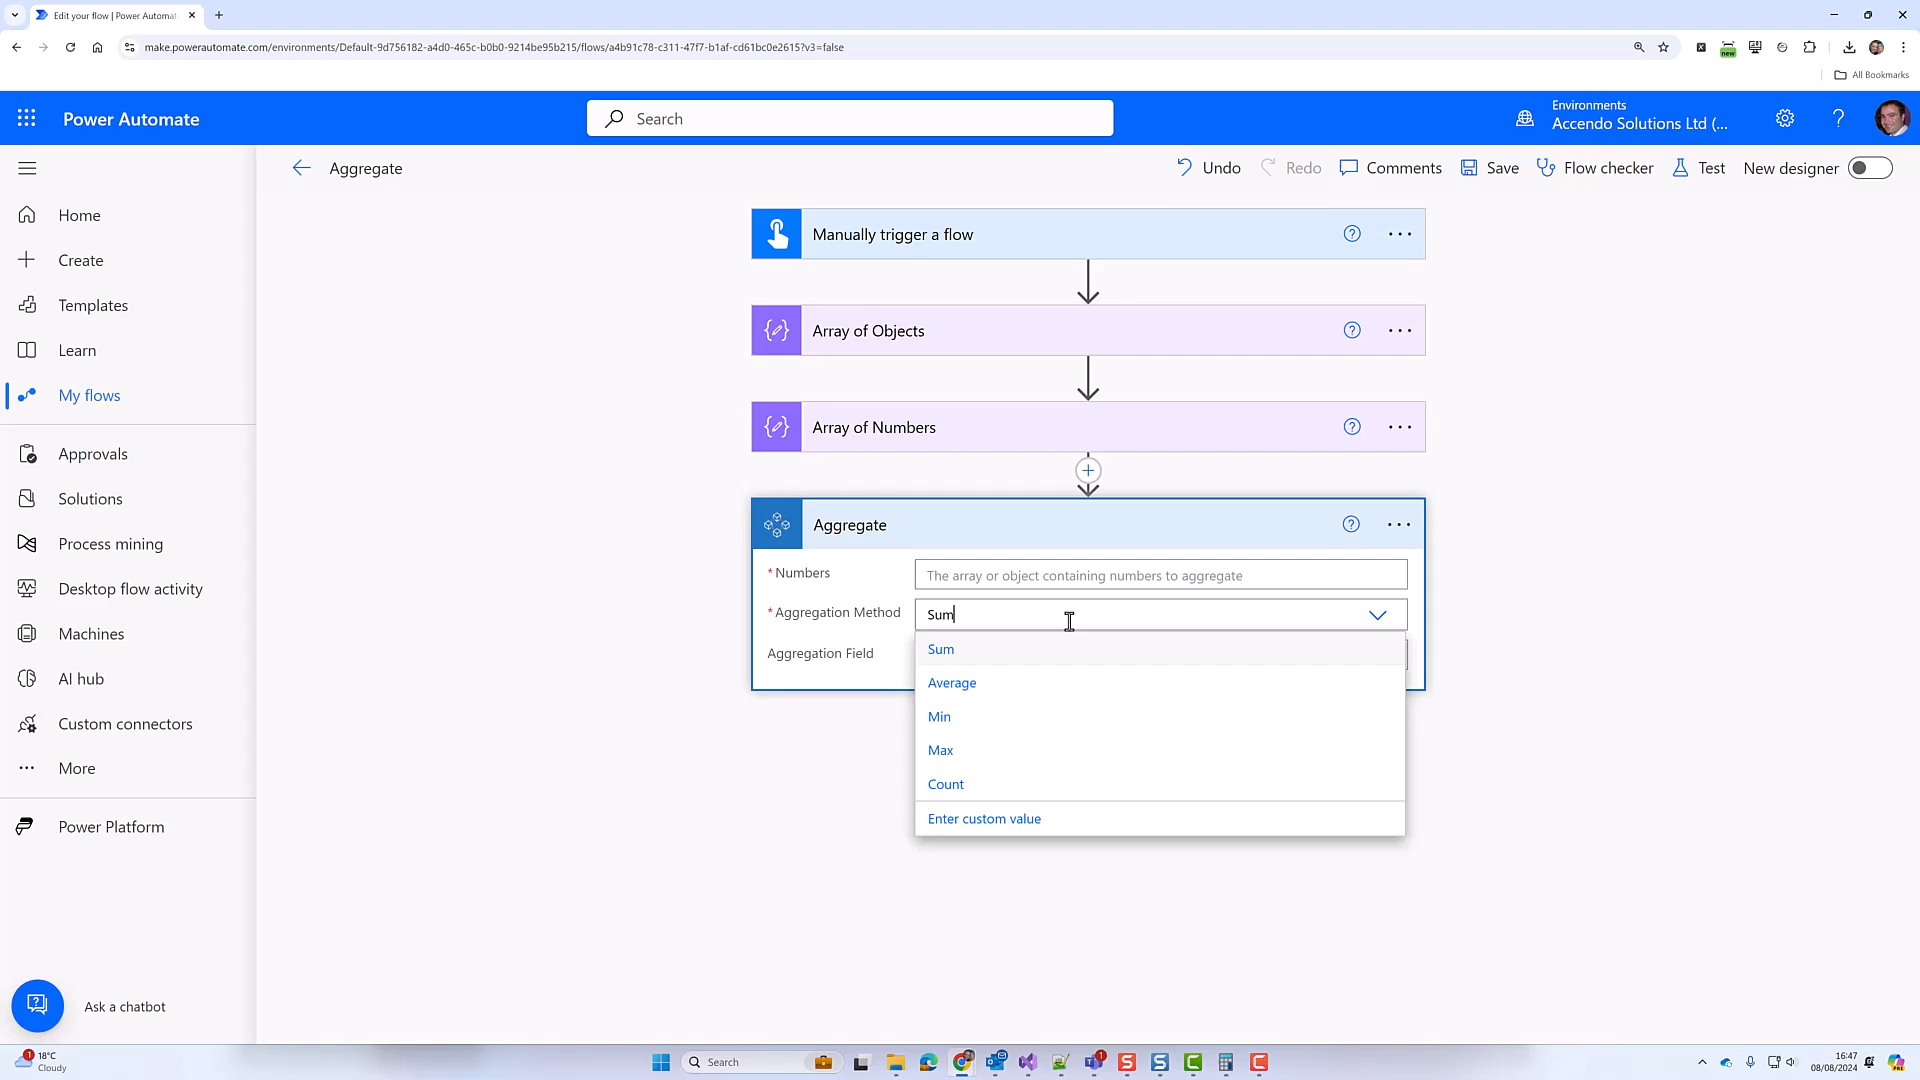 Edit your flow | Power Automat
make.powerautomate.com/environments/Default-9d756182-a4d0-465c-b0b0-9214be95b215/flows/a4b91c78-c311-47f7-b1af-cd61bc0e2615?v3=false
new
All Bookmarks
Power Automate
Search
Environments
Accendo Solutions Ltd (...
Aggregate
Undo
Redo
Comments
Save
Flow checker
Test
New designer
Home
Create
Templates
Learn
My flows
Approvals
Solutions
Process mining
Desktop flow activity
Machines
AI hub
Custom connectors
More
Power Platform
Ask a chatbot
Manually trigger a flow
Array of Objects
Array of Numbers
Aggregate
* Numbers
The array or object containing numbers to aggregate
* Aggregation Method
Sum
Aggregation Field
Sum
Average
Min
Max
Count
Enter custom value
1
18°C
Cloudy
Search
1
16:47
08/08/2024